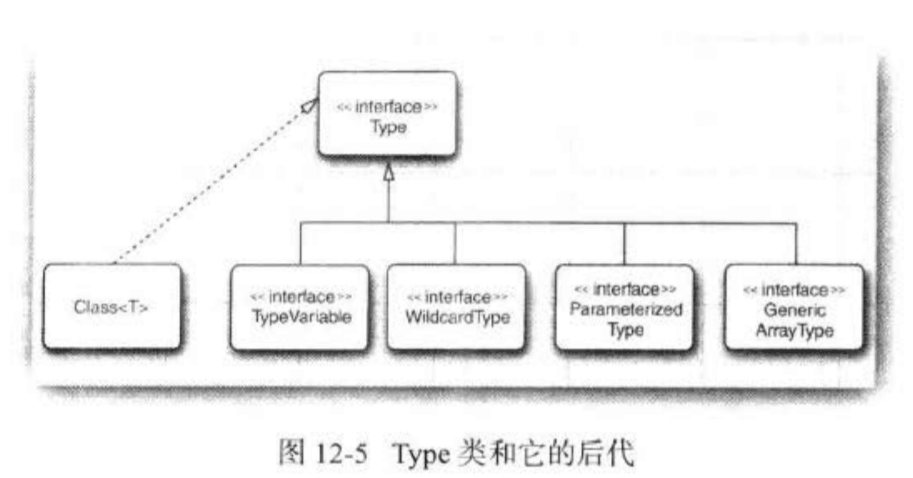 << interface >>
Type
Class<T>
<< interface >>
TypeVariable
<< interface >>
WildcardType
<< interface >>
Parameterized
Type
<< interface >>
Generic
ArrayType
图 12-5 Type 类和它的后代